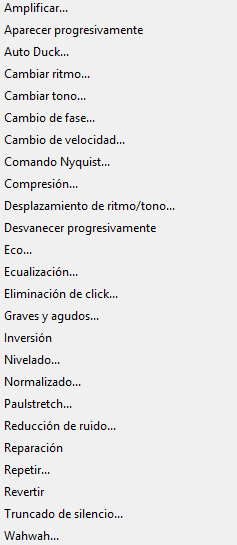 Amplificar...
Aparecer progresivamente
Auto Duck...
Cambiar ritmo...
Cambiar tono...
Cambio de fase...
Cambio de velocidad...
Comando Nyquist...
Compresión...
Desplazamiento de ritmo/tono...
Desvanecer progresivamente
Eco...
Ecualización...
Eliminación de click...
Graves y agudos...
Inversión
Nivelado...
Normalizado...
Paulstretch...
Reducción de ruido...
Reparación
Repetir...
Revertir
Truncado de silencio...
Wahwah...